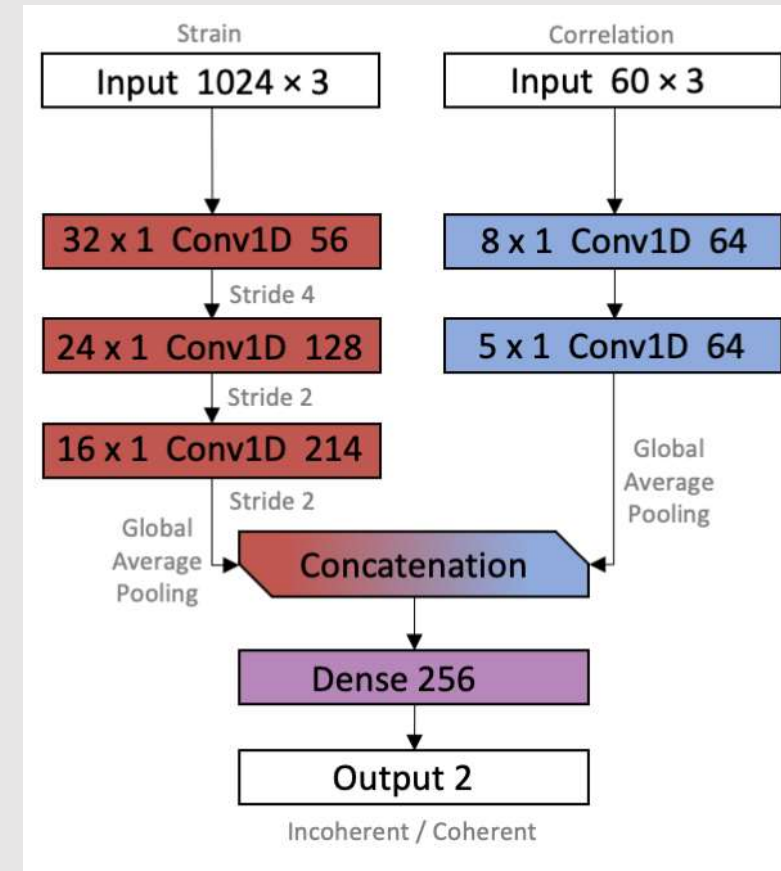 Strain
Input 1024 × 3
32 x 1 Conv1D 56
Stride 4
24 x 1 Conv1D 128
Stride 2
16 x 1 Conv1D 214
Stride 2
Global
Average
Pooling
Correlation
Input 60 × 3
8 x 1 Conv1D 64
5 x 1 Conv1D 64
Global
Average
Pooling
Concatenation
Dense 256
Output 2
Incoherent / Coherent